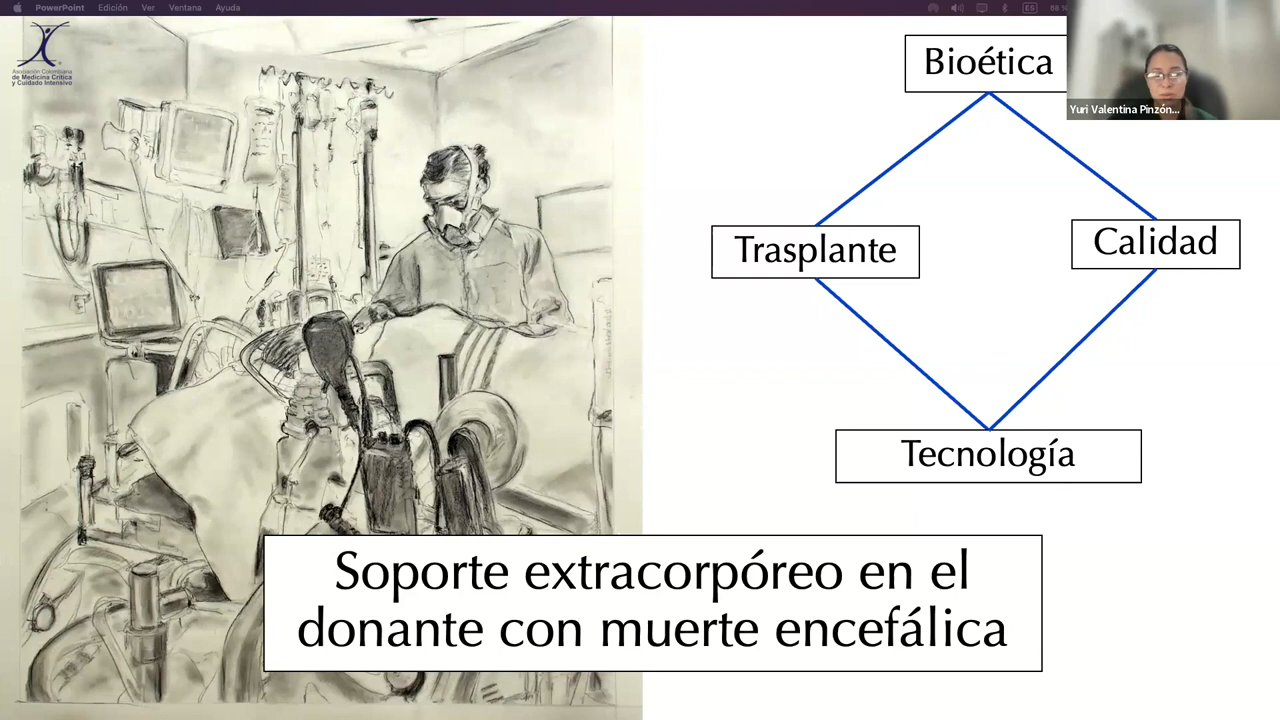 PowerPoint Edición Ver Ventana Ayuda
ES
Asociación Colombiana
de Medicina Crítica
y Cuidado Intensivo
Bioética
Yuri Valentina Pinzón...
Trasplante
Calidad
Tecnología
Soporte extracorpóreo en el
donante con muerte encefálica